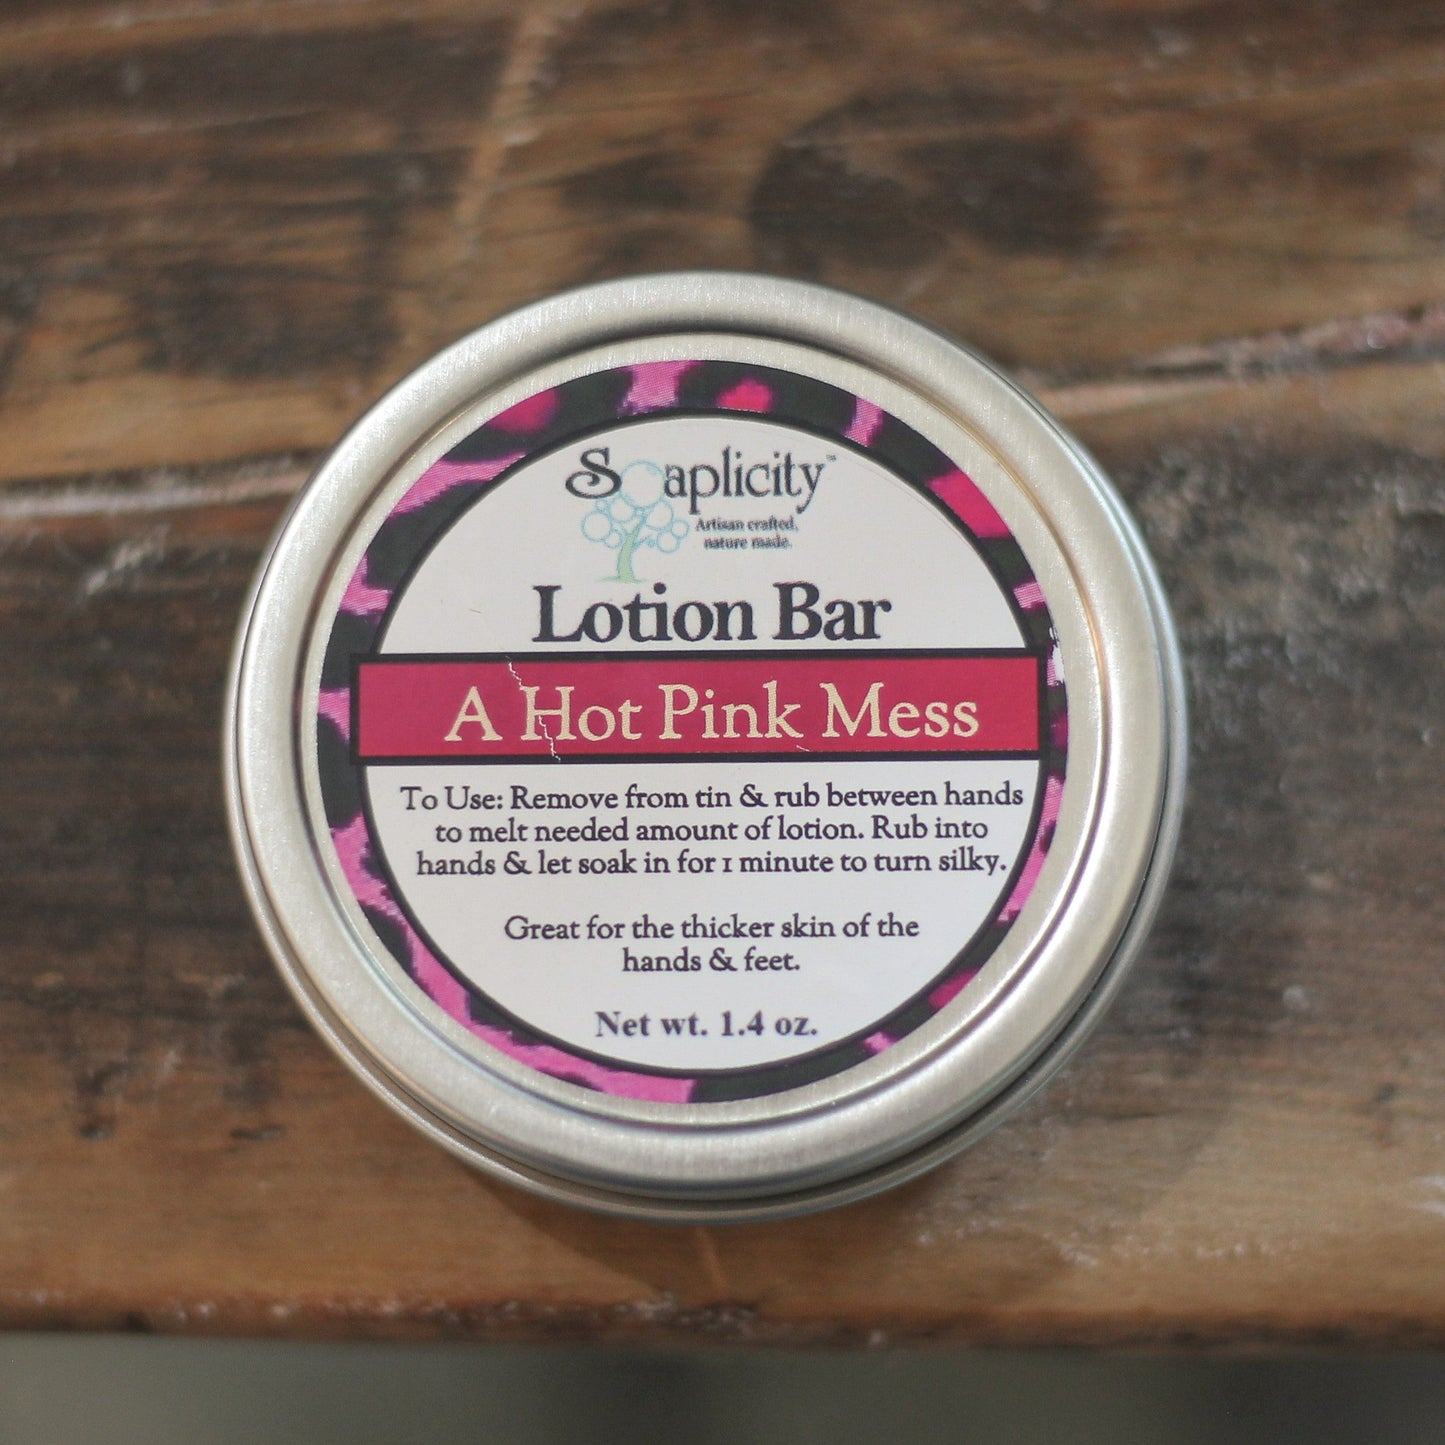 Soaplicity™
Artisan crafted,
nature made.
Lotion Bar
A Hot Pink Mess
To Use: Remove from tin & rub between hands
to melt needed amount of lotion. Rub into
hands & let soak in for 1 minute to turn silky.
Great for the thicker skin of the
hands & feet.
Net wt. 1.4 oz.